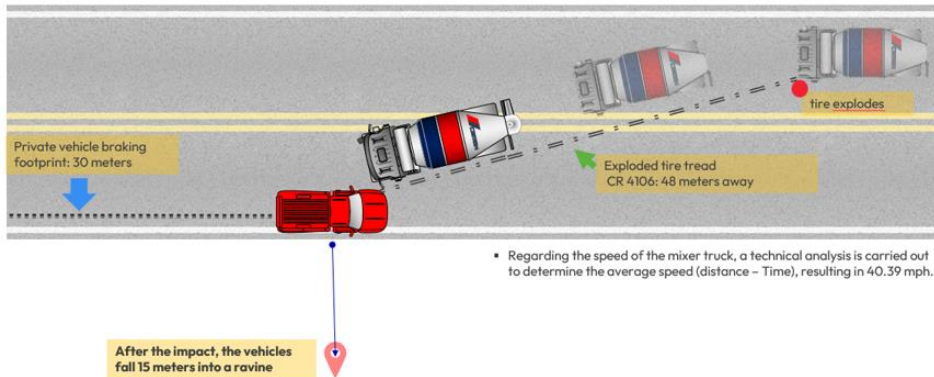 tire explodes
Private vehicle braking
footprint: 30 meters
Exploded tire tread
CR 4106: 48 meters away
▪ Regarding the speed of the mixer truck, a technical analysis is carried out
to determine the average speed (distance – Time), resulting in 40.39 mph.
After the impact, the vehicles
fall 15 meters into a ravine